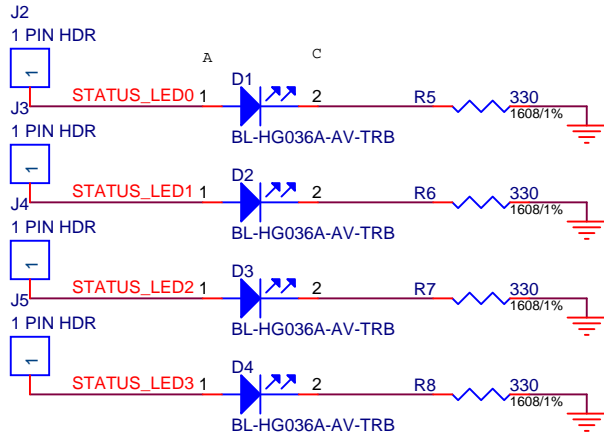 J2
1 PIN HDR
1
A
C
STATUS_LED0 1
D1
2
R5
330
1608/1%
BL-HG036A-AV-TRB
J3
1 PIN HDR
1
STATUS_LED1 1
D2
2
R6
330
1608/1%
BL-HG036A-AV-TRB
J4
1 PIN HDR
1
STATUS_LED2 1
D3
2
R7
330
1608/1%
BL-HG036A-AV-TRB
J5
1 PIN HDR
1
STATUS_LED3 1
D4
2
R8
330
1608/1%
BL-HG036A-AV-TRB